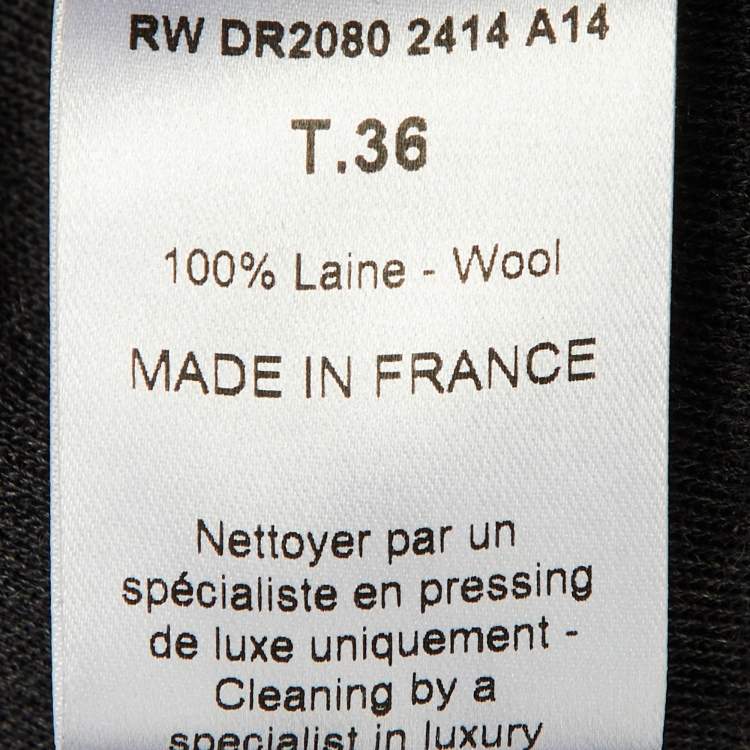 RW DR2080 2414 A14
T.36
100% Laine - Wool
MADE IN FRANCE
Nettoyer par un
spécialiste en pressing
de luxe uniquement -
Cleaning by a
specialist in luxury